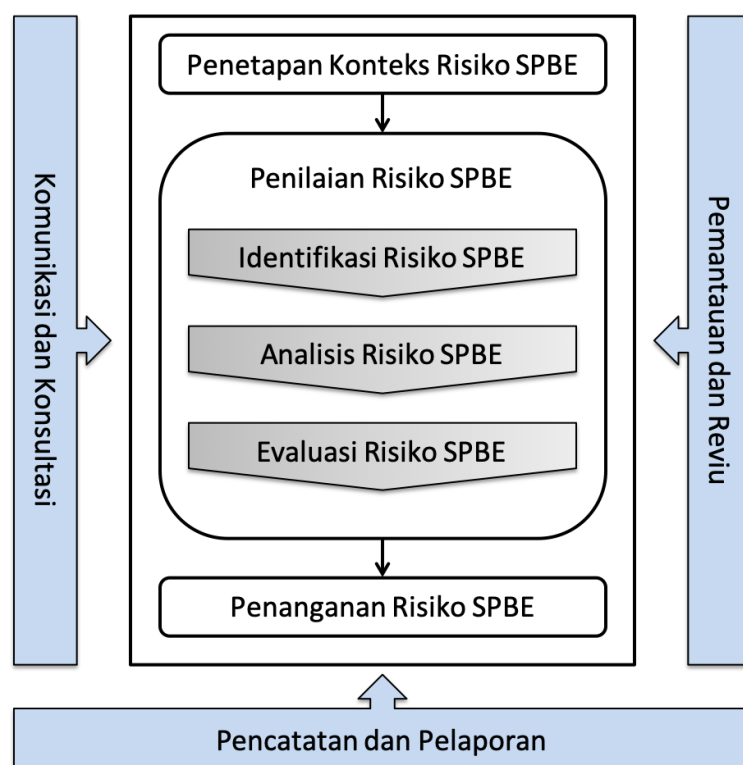 Penetapan Konteks Risiko SPBE
Penilaian Risiko SPBE
Identifikasi Risiko SPBE
Analisis Risiko SPBE
Evaluasi Risiko SPBE
Penanganan Risiko SPBE
Komunikasi dan Konsultasi
Pemantauan dan Reviu
Pencatatan dan Pelaporan